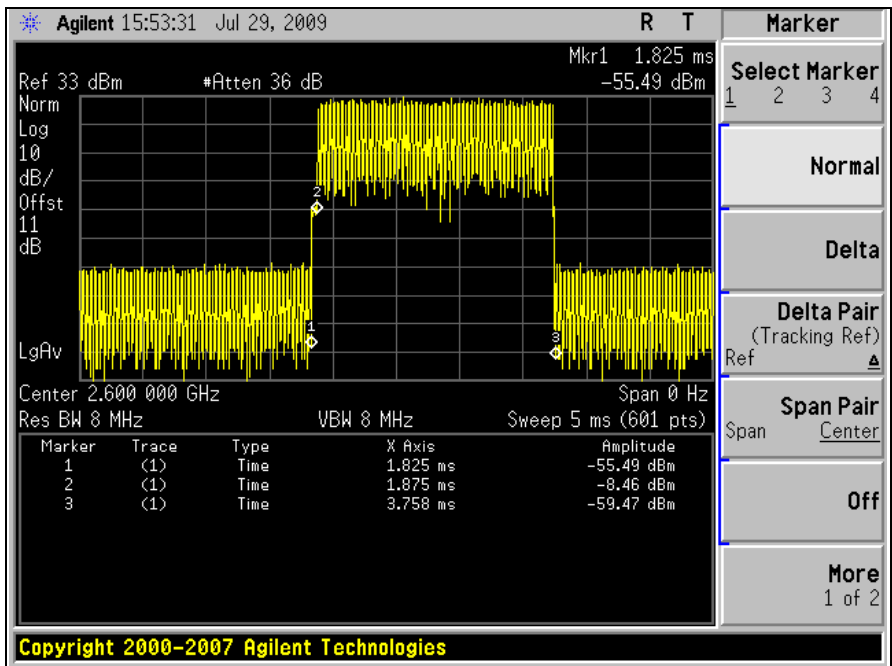 Agilent 15:53:31 Jul 29, 2009 R T
Mkr1 1.825 ms
Ref 33 dBm #Atten 36 dB -55.49 dBm
Norm
Log
10
dB/
Offst
11
dB
LgAv
2
1
3
Center 2.600 000 GHz Span 0 Hz
Res BW 8 MHz VBW 8 MHz Sweep 5 ms (601 pts)
Marker Trace Type X Axis Amplitude
1 (1) Time 1.825 ms -55.49 dBm
2 (1) Time 1.875 ms -8.46 dBm
3 (1) Time 3.758 ms -59.47 dBm
Marker
Select Marker
1 2 3 4
Normal
Delta
Delta Pair
(Tracking Ref)
Ref Δ
Span Pair
Span Center
Off
More
1 of 2
Copyright 2000-2007 Agilent Technologies